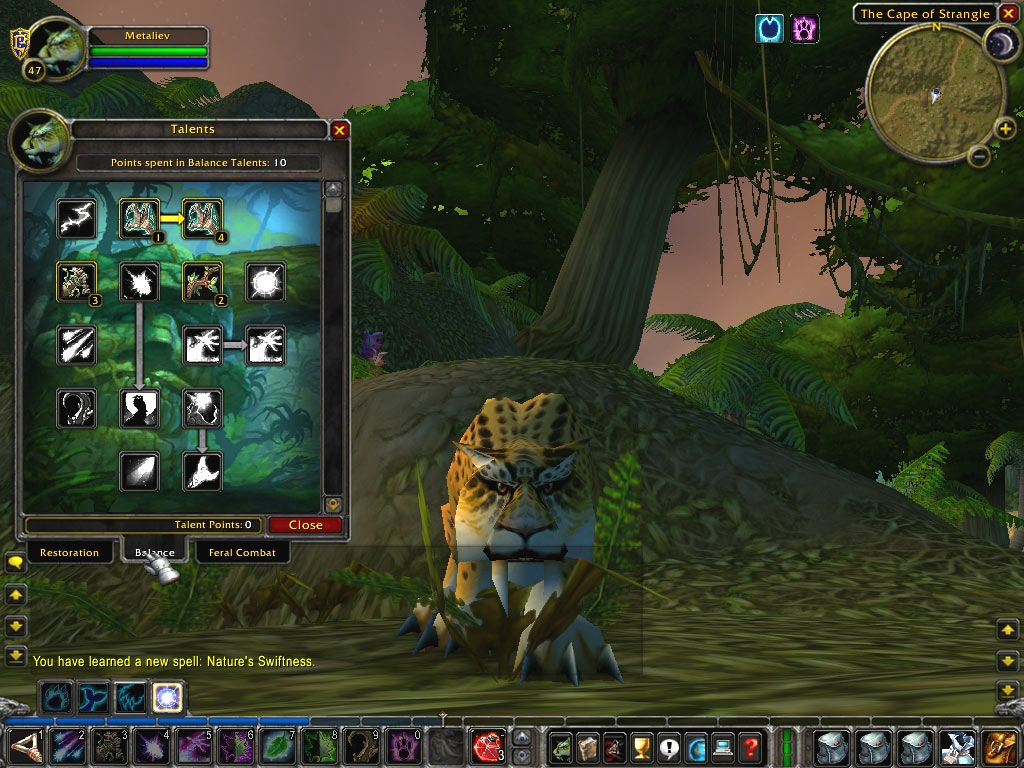 The Cape of Strangle
Metaliev
N
47
Talents
Points spent in Balance Talents: 10
1
4
3
2
Talent Points: 0
Close
Restoration
Balance
Feral Combat
You have learned a new spell: Nature's Swiftness.
1
2
3
4
5
6
7
8
9
0
3